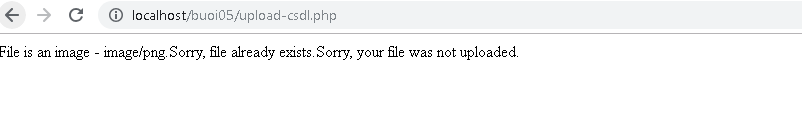 localhost/buoi05/upload-csdl.php
File is an image - image/png.Sorry, file already exists.Sorry, your file was not uploaded.